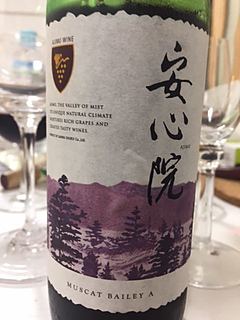 AJIMU WINE
安心院
AJIMU
AJIMU, THE VALLEY OF MIST
ITS UNIQUE NATURAL CLIMATE
NURTURES RICH GRAPES AND
CREATES TASTY WINES.
MUSCAT BAILEY A